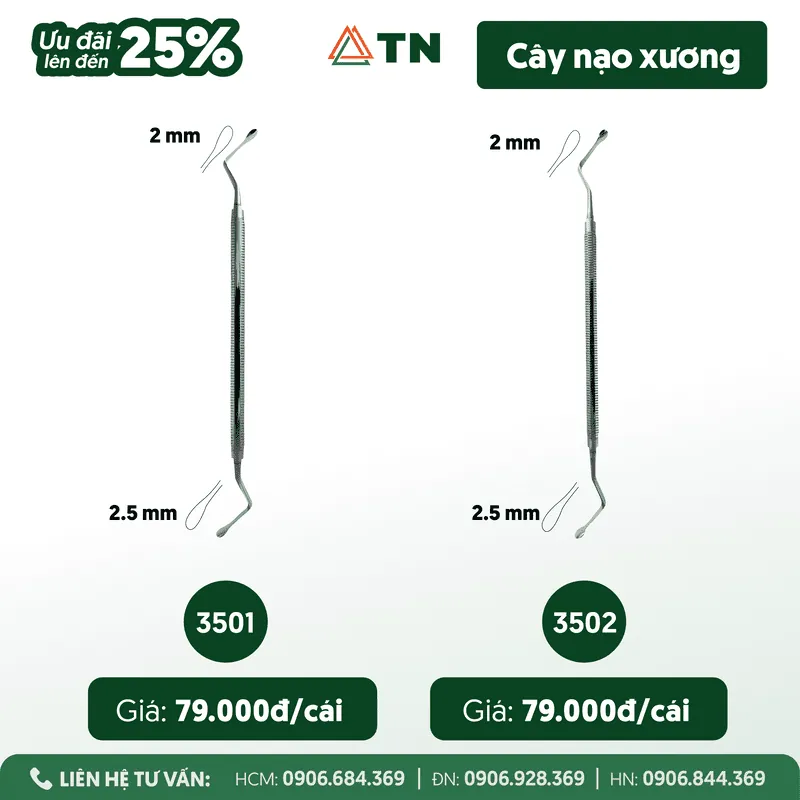 Ưu đãi lên đến 25%
TN
Cây nạo xương
2 mm
2 mm
2.5 mm
2.5 mm
3501
3502
Giá: 79.000đ/cái
Giá: 79.000đ/cái
LIÊN HỆ TƯ VẤN: HCM: 0906.684.369 | ĐN: 0906.928.369 | HN: 0906.844.369